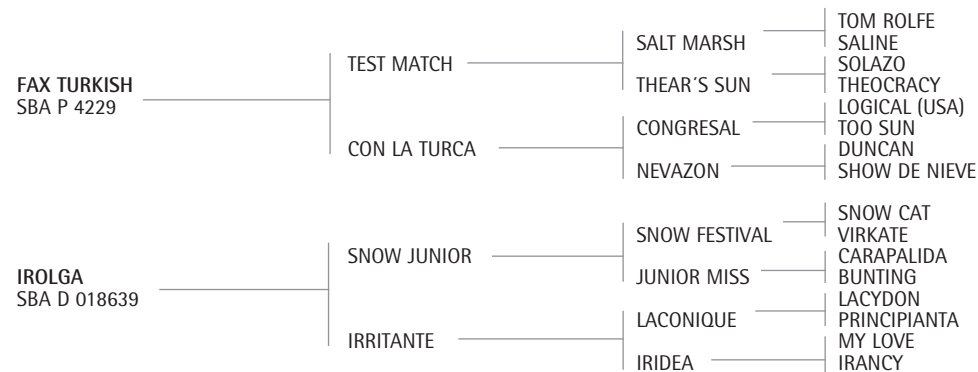 FAX TURKISH
SBA P 4229
TEST MATCH
CON LA TURCA
SALT MARSH
THEAR´S SUN
CONGRESAL
NEVAZON
TOM ROLFE
SALINE
SOLAZO
THEOCRACY
LOGICAL (USA)
TOO SUN
DUNCAN
SHOW DE NIEVE
IROLGA
SBA D 018639
SNOW JUNIOR
IRRITANTE
SNOW FESTIVAL
JUNIOR MISS
LACONIQUE
IRIDEA
SNOW CAT
VIRKATE
CARAPALIDA
BUNTING
LACYDON
PRINCIPIANTA
MY LOVE
IRANCY